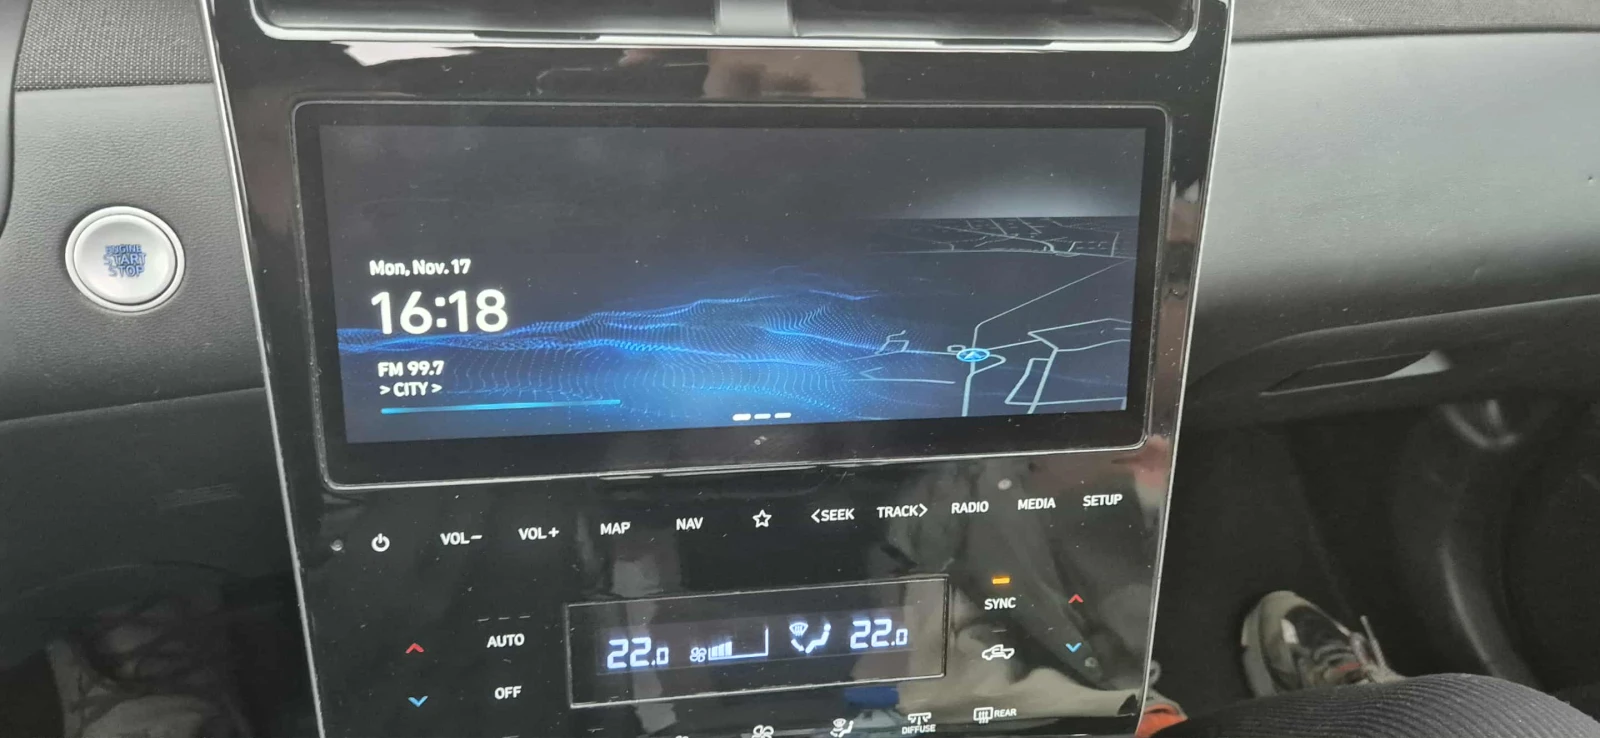 ENGINE
START
STOP
Mon, Nov. 17
16:18
FM 99.7
> CITY >
VOL−
VOL+
MAP
NAV
<SEEK
TRACK>
RADIO
MEDIA
SETUP
AUTO
22.0
22.0
SYNC
OFF
DIFFUSE
REAR